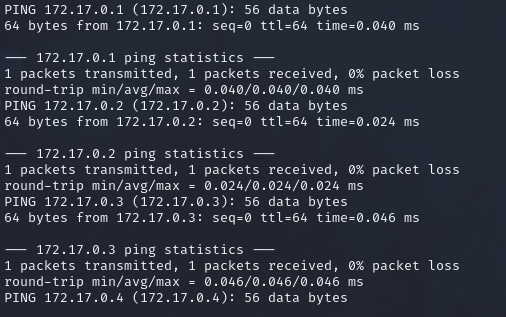 PING 172.17.0.1 (172.17.0.1): 56 data bytes
64 bytes from 172.17.0.1: seq=0 ttl=64 time=0.040 ms

--- 172.17.0.1 ping statistics ---
1 packets transmitted, 1 packets received, 0% packet loss
round-trip min/avg/max = 0.040/0.040/0.040 ms
PING 172.17.0.2 (172.17.0.2): 56 data bytes
64 bytes from 172.17.0.2: seq=0 ttl=64 time=0.024 ms

--- 172.17.0.2 ping statistics ---
1 packets transmitted, 1 packets received, 0% packet loss
round-trip min/avg/max = 0.024/0.024/0.024 ms
PING 172.17.0.3 (172.17.0.3): 56 data bytes
64 bytes from 172.17.0.3: seq=0 ttl=64 time=0.046 ms

--- 172.17.0.3 ping statistics ---
1 packets transmitted, 1 packets received, 0% packet loss
round-trip min/avg/max = 0.046/0.046/0.046 ms
PING 172.17.0.4 (172.17.0.4): 56 data bytes